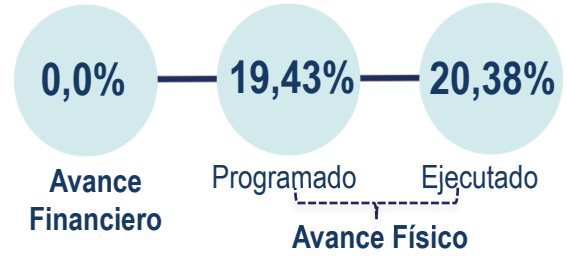 0,0%
19,43%
20,38%
Avance
Financiero
Programado
Ejecutado
Avance Físico